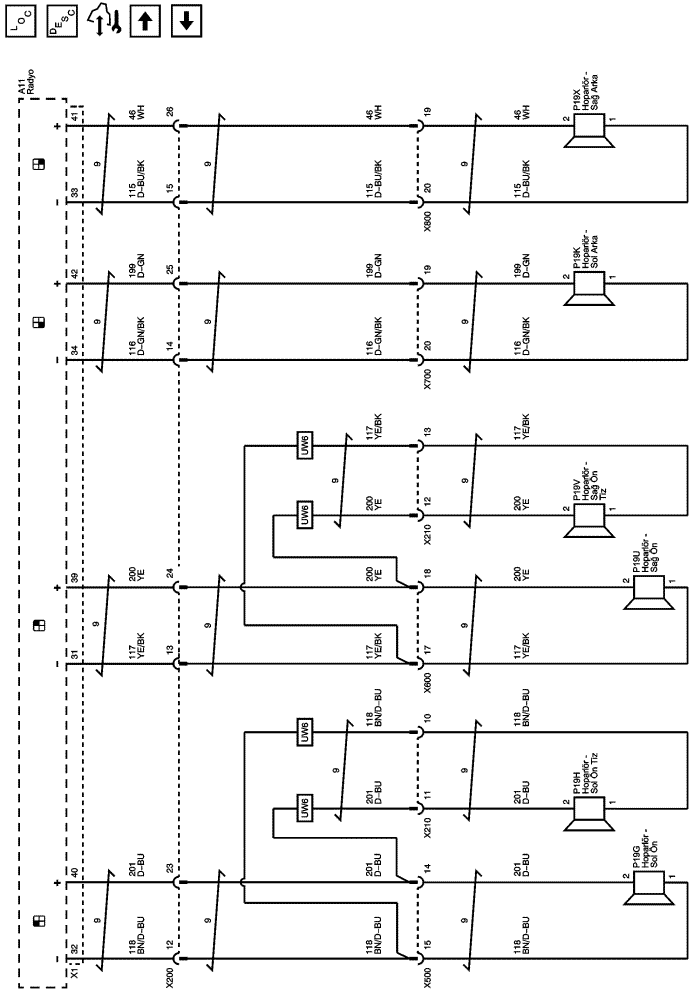 LOC
DESC
A11
Radyo
41
46
WH
26
46
WH
19
46
WH
2
P19X
Hoparlör -
Sağ Arka
1
+
9
9
9
-
33
115
D-BU/BK
15
115
D-BU/BK
20
X800
115
D-BU/BK
42
199
D-GN
25
199
D-GN
19
199
D-GN
2
P19K
Hoparlör -
Sol Arka
1
+
9
9
9
-
34
116
D-GN/BK
14
116
D-GN/BK
20
X700
116
D-GN/BK
UW6
117
YE/BK
13
117
YE/BK
9
9
UW6
200
YE
12
X210
200
YE
2
P19V
Hoparlör -
Sağ Ön
Tiz
1
+
39
200
YE
24
200
YE
18
200
YE
2
P19U
Hoparlör -
Sağ Ön
1
9
9
9
-
31
117
YE/BK
13
117
YE/BK
17
X600
117
YE/BK
UW6
118
BN/D-BU
10
118
BN/D-BU
9
9
UW6
201
D-BU
11
X210
201
D-BU
2
P19H
Hoparlör -
Sol Ön Tiz
1
+
40
201
D-BU
23
201
D-BU
14
201
D-BU
2
P19G
Hoparlör -
Sol Ön
1
9
9
9
-
32
X1
118
BN/D-BU
12
X200
118
BN/D-BU
15
X500
118
BN/D-BU